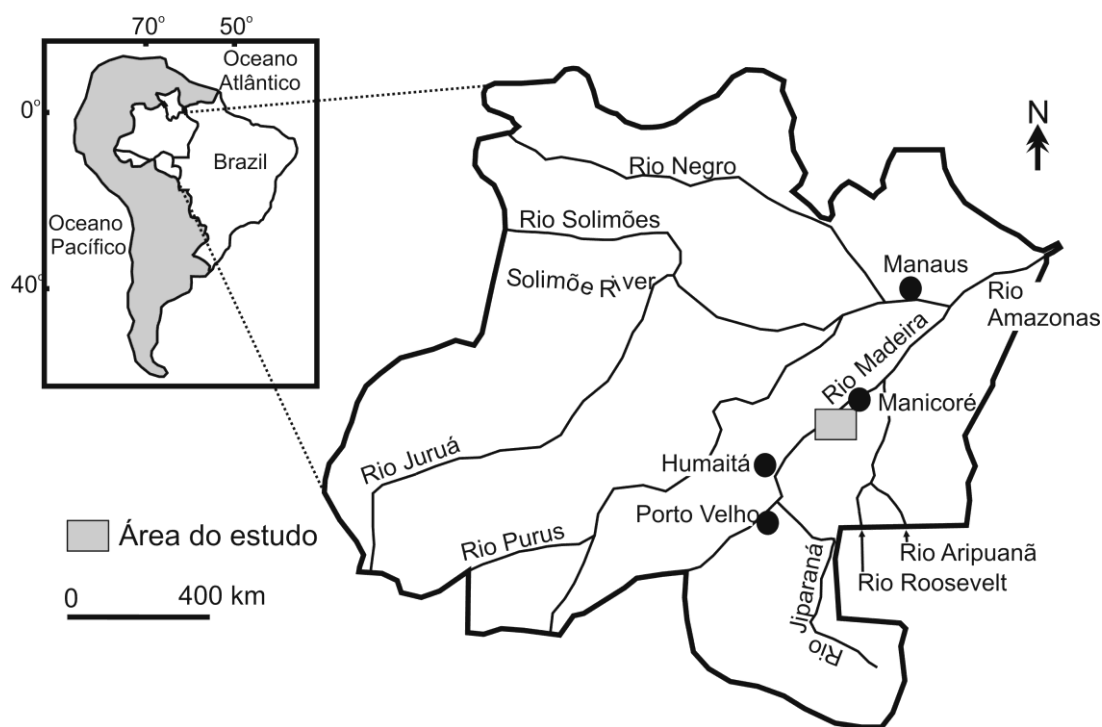 70° 50°
Oceano
Atlântico
0°
Brazil
Oceano
Pacífico
40°
N
Rio Negro
Rio Solimões
Solimõe River
Manaus
Rio
Amazonas
Rio Madeira
Manicoré
Rio Juruá
Humaitá
Porto Velho
Rio Purus
Rio Aripuanã
Rio Roosevelt
Rio Jiparaná
Área do estudo
0 400 km